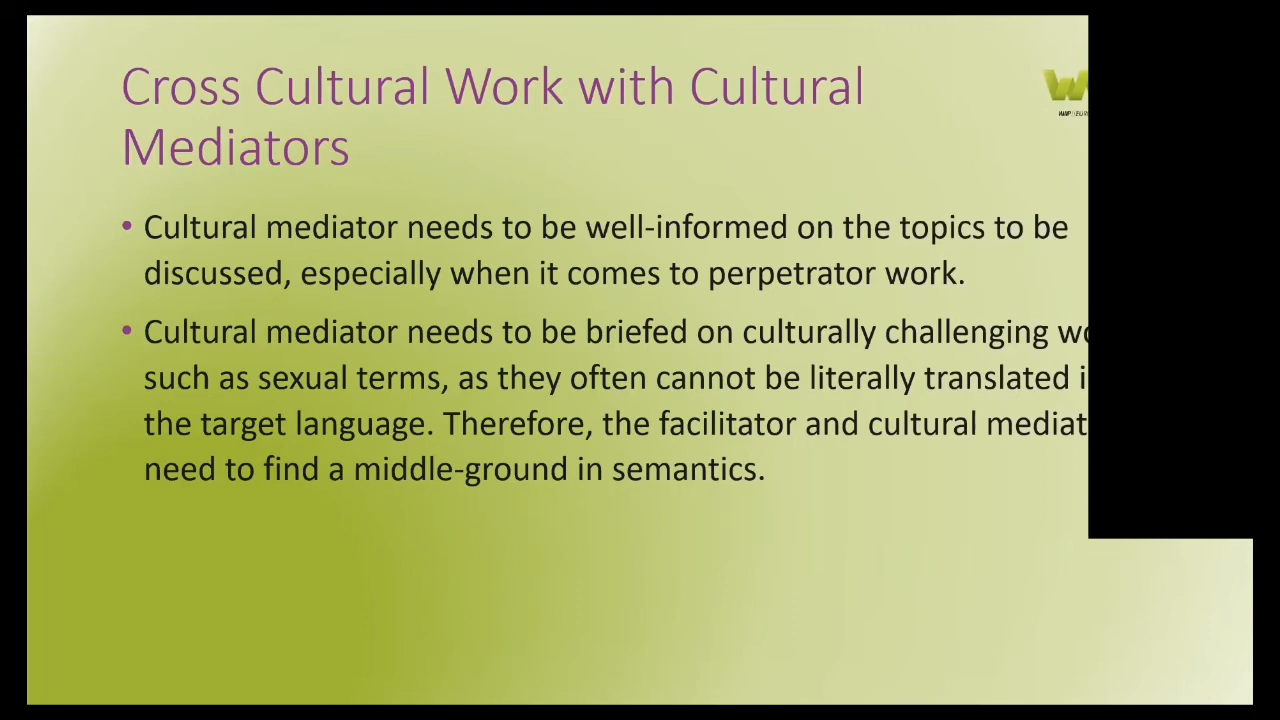 Cross Cultural Work with Cultural
Mediators
• Cultural mediator needs to be well-informed on the topics to be
discussed, especially when it comes to perpetrator work.
• Cultural mediator needs to be briefed on culturally challenging
such as sexual terms, as they often cannot be literally translated
the target language. Therefore, the facilitator and cultural
need to find a middle-ground in semantics.